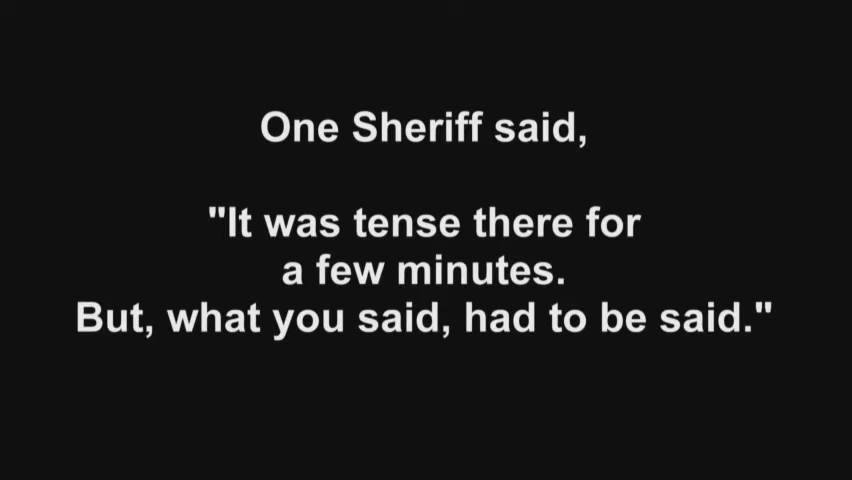 One Sheriff said,
"It was tense there for
a few minutes.
But, what you said, had to be said."